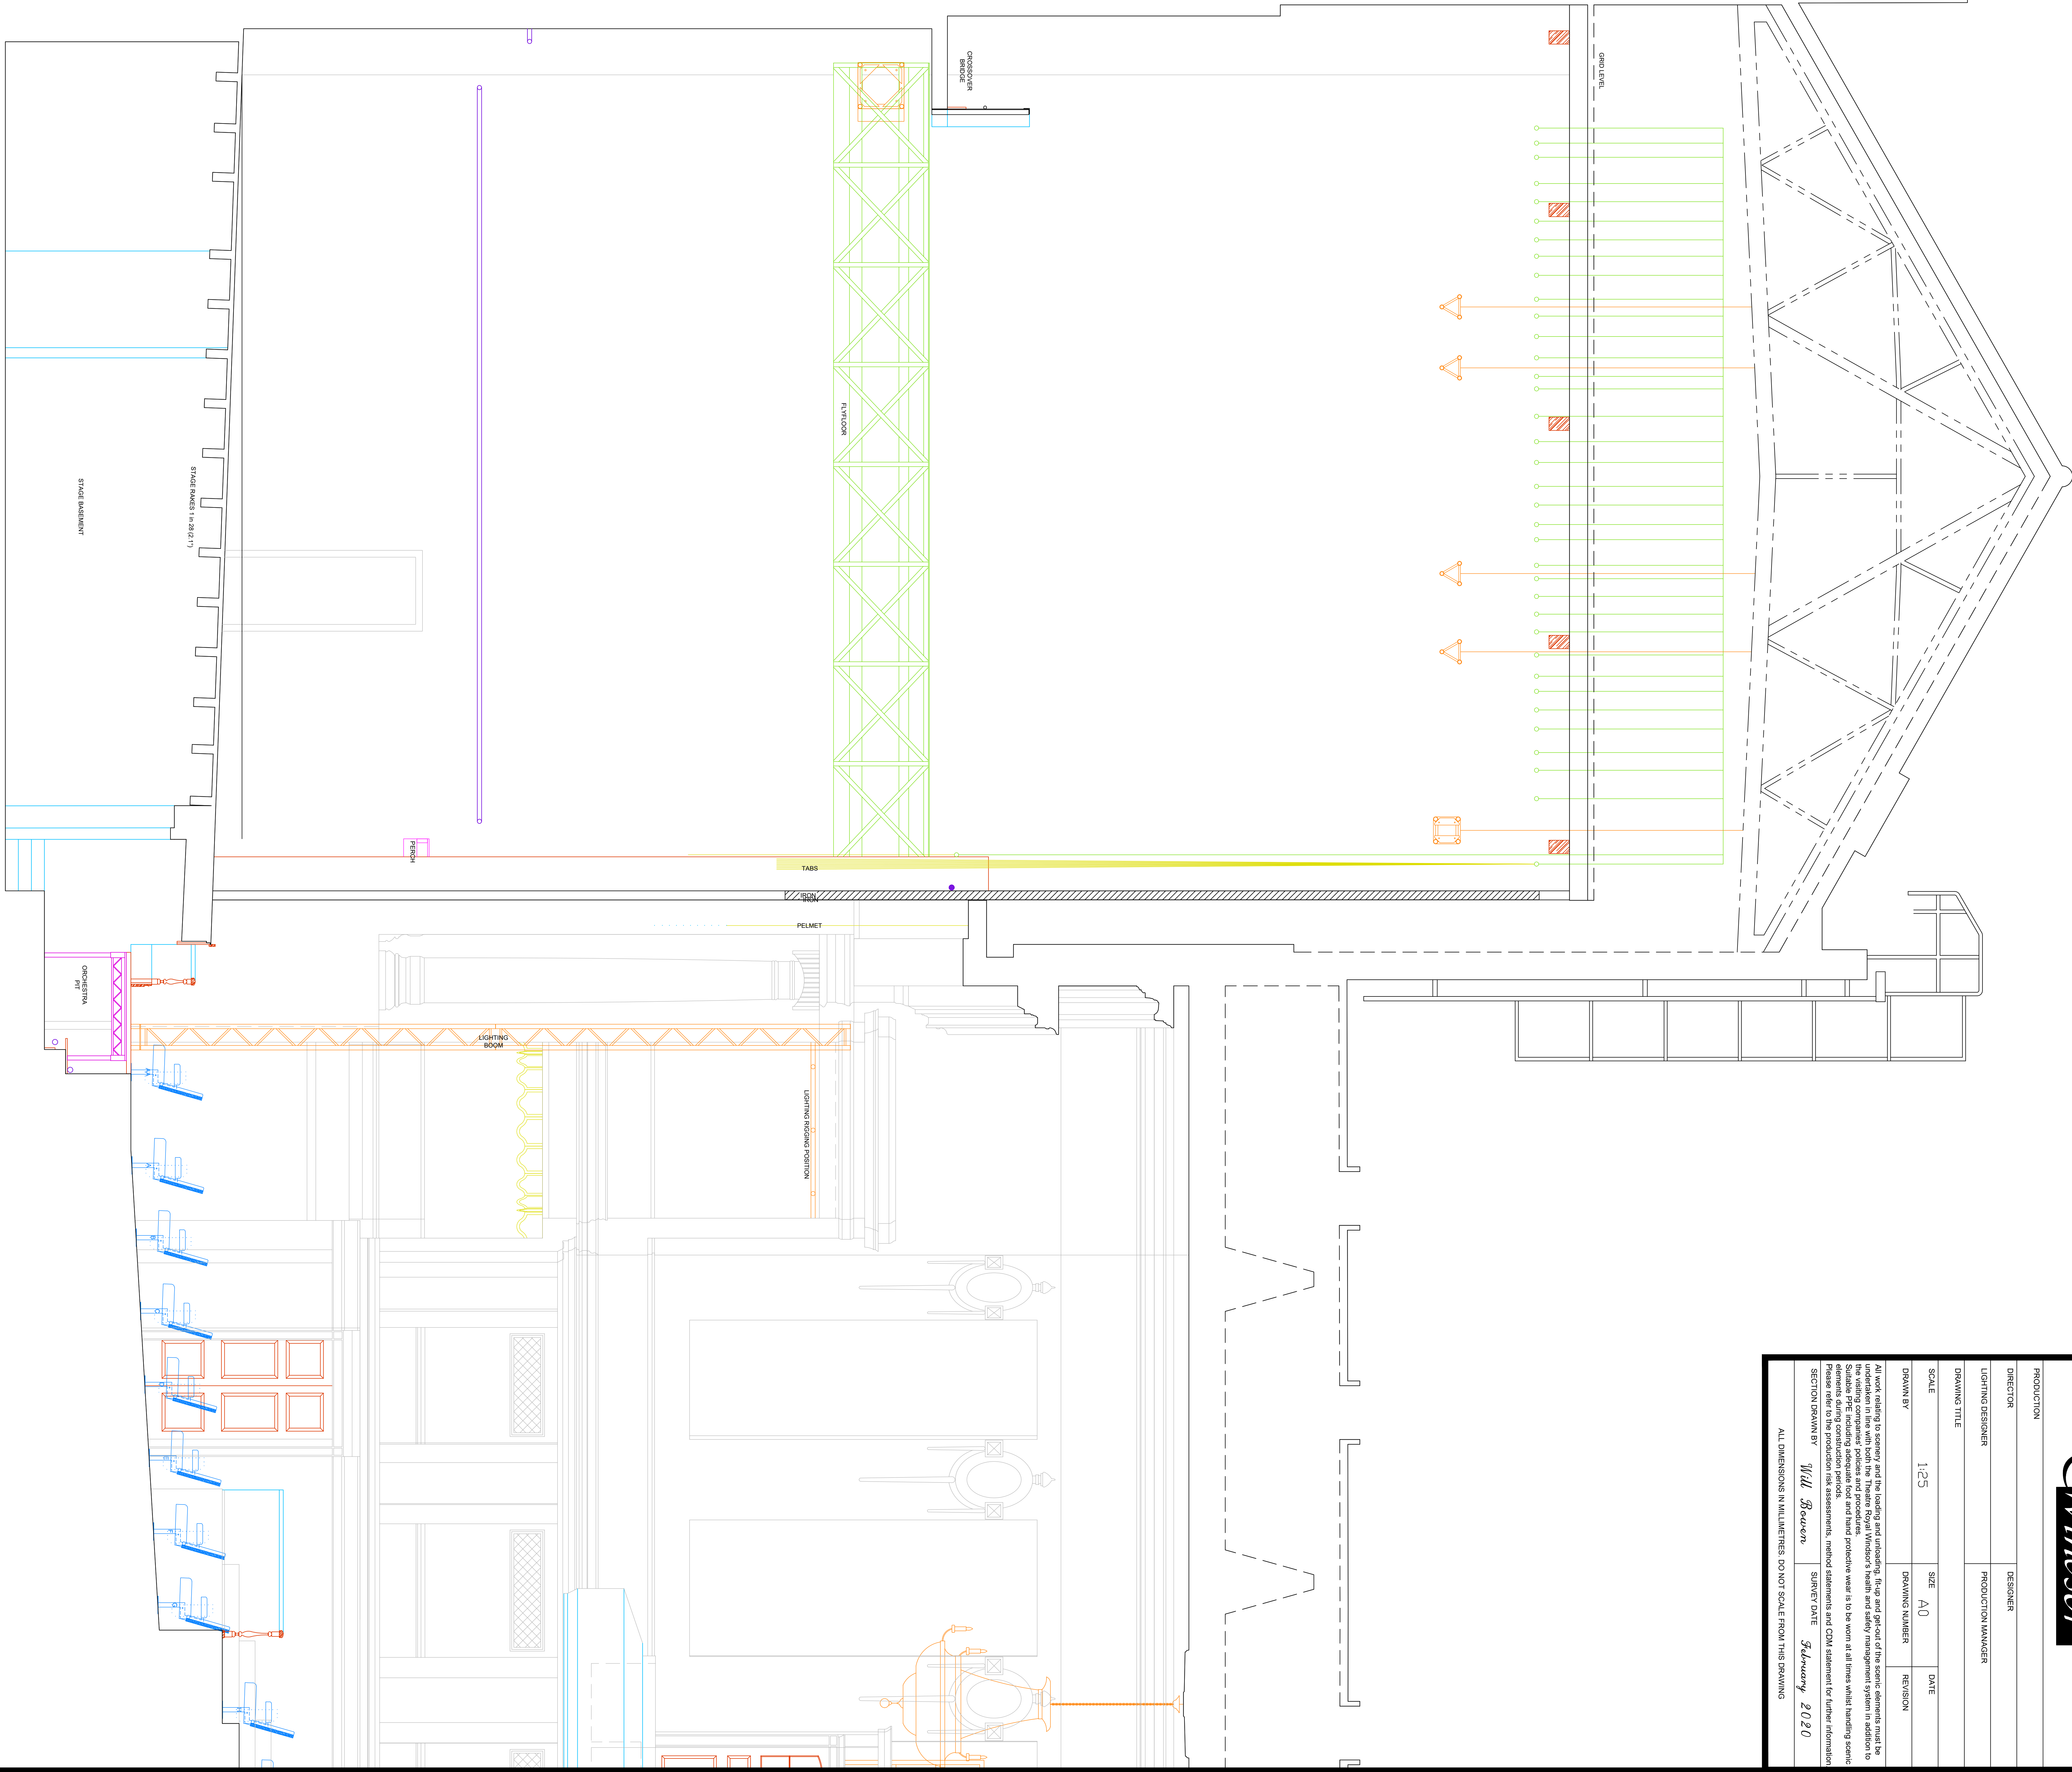 GRID LEVEL
CROSSOVER
BRIDGE
FLYFLOOR
STAGE RAKES 1 in 28 (2.1°)
STAGE BASEMENT
PERCH
TABS
IRON
IRON
PELMET
ORCHESTRA
PIT
LIGHTING
BOOM
LIGHTING RIGGING POSITION
A
B
C
D
E
F
G
H
Windsor
PRODUCTION
DIRECTOR
DESIGNER
LIGHTING DESIGNER
PRODUCTION MANAGER
DRAWING TITLE
SCALE 1:25
SIZE A0
DATE
DRAWN BY
DRAWING NUMBER
REVISION
All work relating to scenery and the loading and unloading, fit-up and get-out of the scenic elements must be
undertaken in line with both the Theatre Royal Windsor's health and safety management system in addition to
the visiting companies' policies and procedures.
Suitable PPE including adequate foot and hand protective wear is to be worn at all times whilst handling scenic
elements during construction periods.
Please refer to the production risk assessments, method statements and CDM statement for further information
SECTION DRAWN BY Will Bowen
SURVEY DATE February 2020
ALL DIMENSIONS IN MILLIMETRES. DO NOT SCALE FROM THIS DRAWING